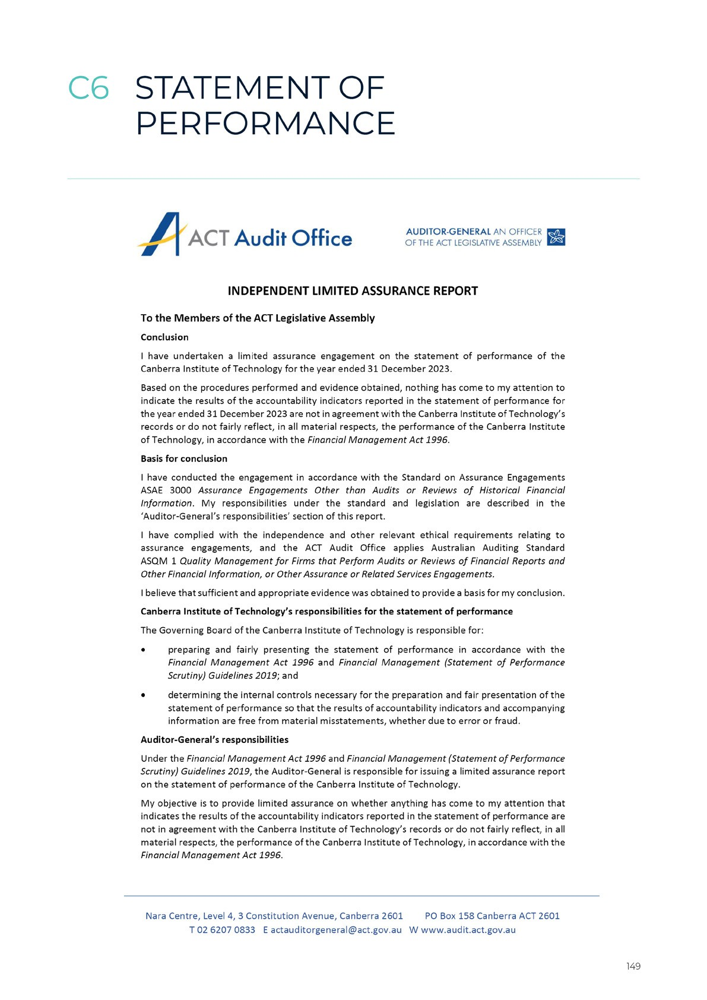 C6 STATEMENT OF
PERFORMANCE
ACT Audit Office
AUDITOR-GENERAL AN OFFICER
OF THE ACT LEGISLATIVE ASSEMBLY
INDEPENDENT LIMITED ASSURANCE REPORT
To the Members of the ACT Legislative Assembly
Conclusion
I have undertaken a limited assurance engagement on the statement of performance of the
Canberra Institute of Technology for the year ended 31 December 2023.
Based on the procedures performed and evidence obtained, nothing has come to my attention to
indicate the results of the accountability indicators reported in the statement of performance for
the year ended 31 December 2023 are not in agreement with the Canberra Institute of Technology’s
records or do not fairly reflect, in all material respects, the performance of the Canberra Institute
of Technology, in accordance with the Financial Management Act 1996.
Basis for conclusion
I have conducted the engagement in accordance with the Standard on Assurance Engagements
ASAE 3000 Assurance Engagements Other than Audits or Reviews of Historical Financial
Information. My responsibilities under the standard and legislation are described in the
‘Auditor-General’s responsibilities’ section of this report.
I have complied with the independence and other relevant ethical requirements relating to
assurance engagements, and the ACT Audit Office applies Australian Auditing Standard
ASQM 1 Quality Management for Firms that Perform Audits or Reviews of Financial Reports and
Other Financial Information, or Other Assurance or Related Services Engagements.
I believe that sufficient and appropriate evidence was obtained to provide a basis for my conclusion.
Canberra Institute of Technology’s responsibilities for the statement of performance
The Governing Board of the Canberra Institute of Technology is responsible for:
• preparing and fairly presenting the statement of performance in accordance with the
Financial Management Act 1996 and Financial Management (Statement of Performance
Scrutiny) Guidelines 2019; and
• determining the internal controls necessary for the preparation and fair presentation of the
statement of performance so that the results of accountability indicators and accompanying
information are free from material misstatements, whether due to error or fraud.
Auditor-General’s responsibilities
Under the Financial Management Act 1996 and Financial Management (Statement of Performance
Scrutiny) Guidelines 2019, the Auditor-General is responsible for issuing a limited assurance report
on the statement of performance of the Canberra Institute of Technology.
My objective is to provide limited assurance on whether anything has come to my attention that
indicates the results of the accountability indicators reported in the statement of performance are
not in agreement with the Canberra Institute of Technology’s records or do not fairly reflect, in all
material respects, the performance of the Canberra Institute of Technology, in accordance with the
Financial Management Act 1996.
Nara Centre, Level 4, 3 Constitution Avenue, Canberra 2601 PO Box 158 Canberra ACT 2601
T 02 6207 0833 E actauditorgeneral@act.gov.au W www.audit.act.gov.au
149